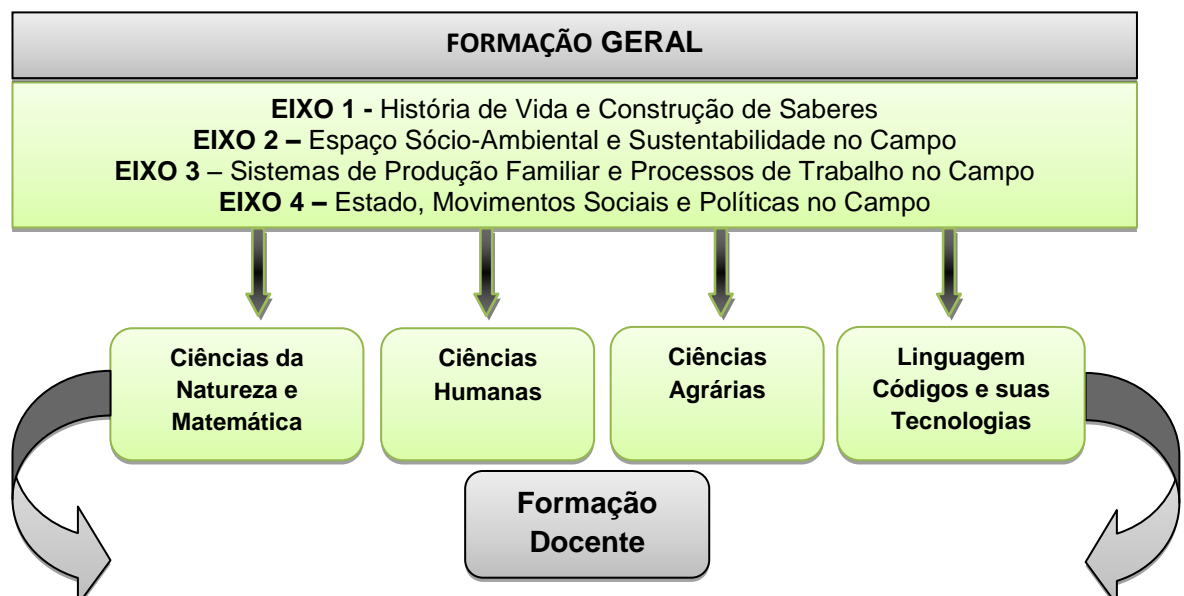 FORMAÇÃO GERAL
EIXO 1 - História de Vida e Construção de Saberes
EIXO 2 – Espaço Sócio-Ambiental e Sustentabilidade no Campo
EIXO 3 – Sistemas de Produção Familiar e Processos de Trabalho no Campo
EIXO 4 – Estado, Movimentos Sociais e Políticas no Campo
Ciências da
Natureza e
Matemática
Ciências
Humanas
Ciências
Agrárias
Linguagem
Códigos e suas
Tecnologias
Formação
Docente